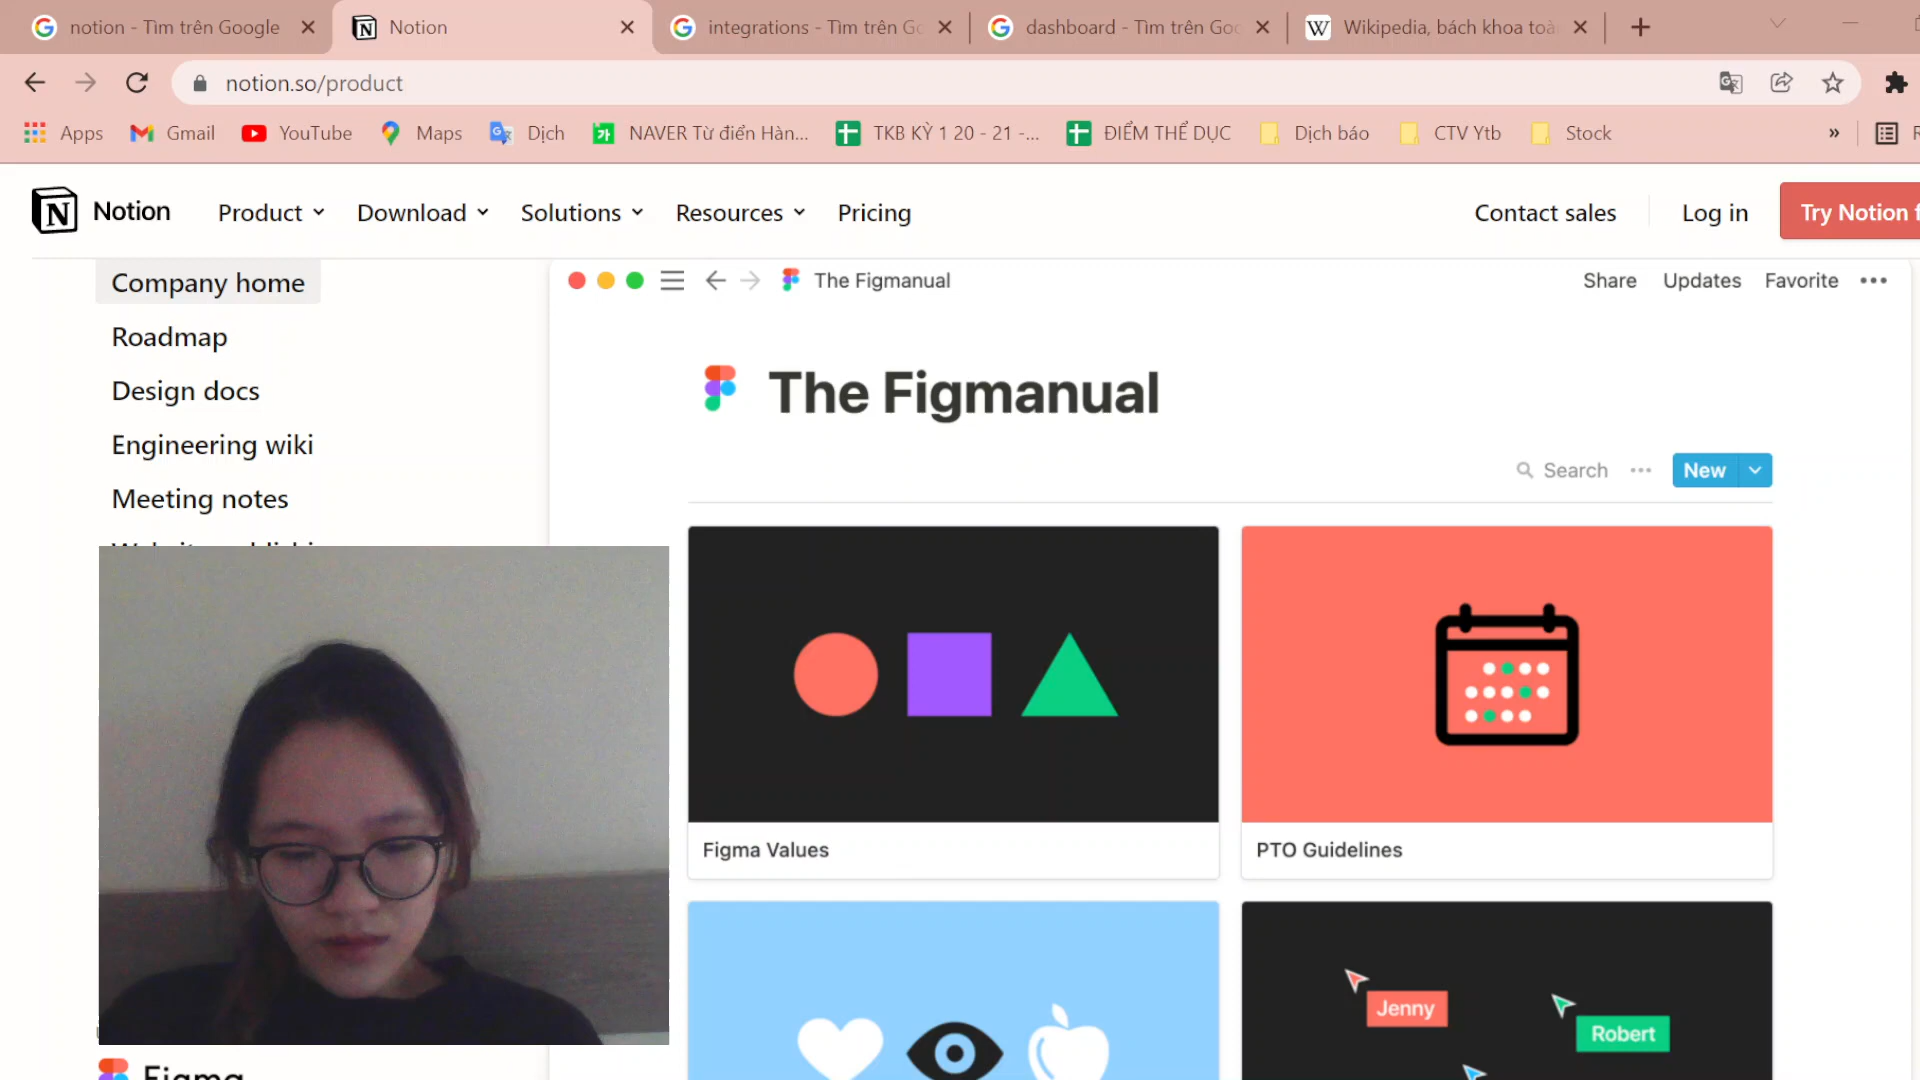 notion - Tìm trên Google
Notion
integrations - Tìm trên Go
dashboard - Tìm trên Goo
Wikipedia, bách khoa toà
notion.so/product
Apps
Gmail
YouTube
Maps
Dịch
NAVER Từ điển Hàn...
TKB KỲ 1 20 - 21 -...
ĐIỂM THỂ DỤC
Dịch báo
CTV Ytb
Stock
»
Notion
Product
Download
Solutions
Resources
Pricing
Contact sales
Log in
Try Notion f
Company home
Roadmap
Design docs
Engineering wiki
Meeting notes
The Figmanual
Share
Updates
Favorite
The Figmanual
Search
New
Figma Values
PTO Guidelines
Jenny
Robert
Figma